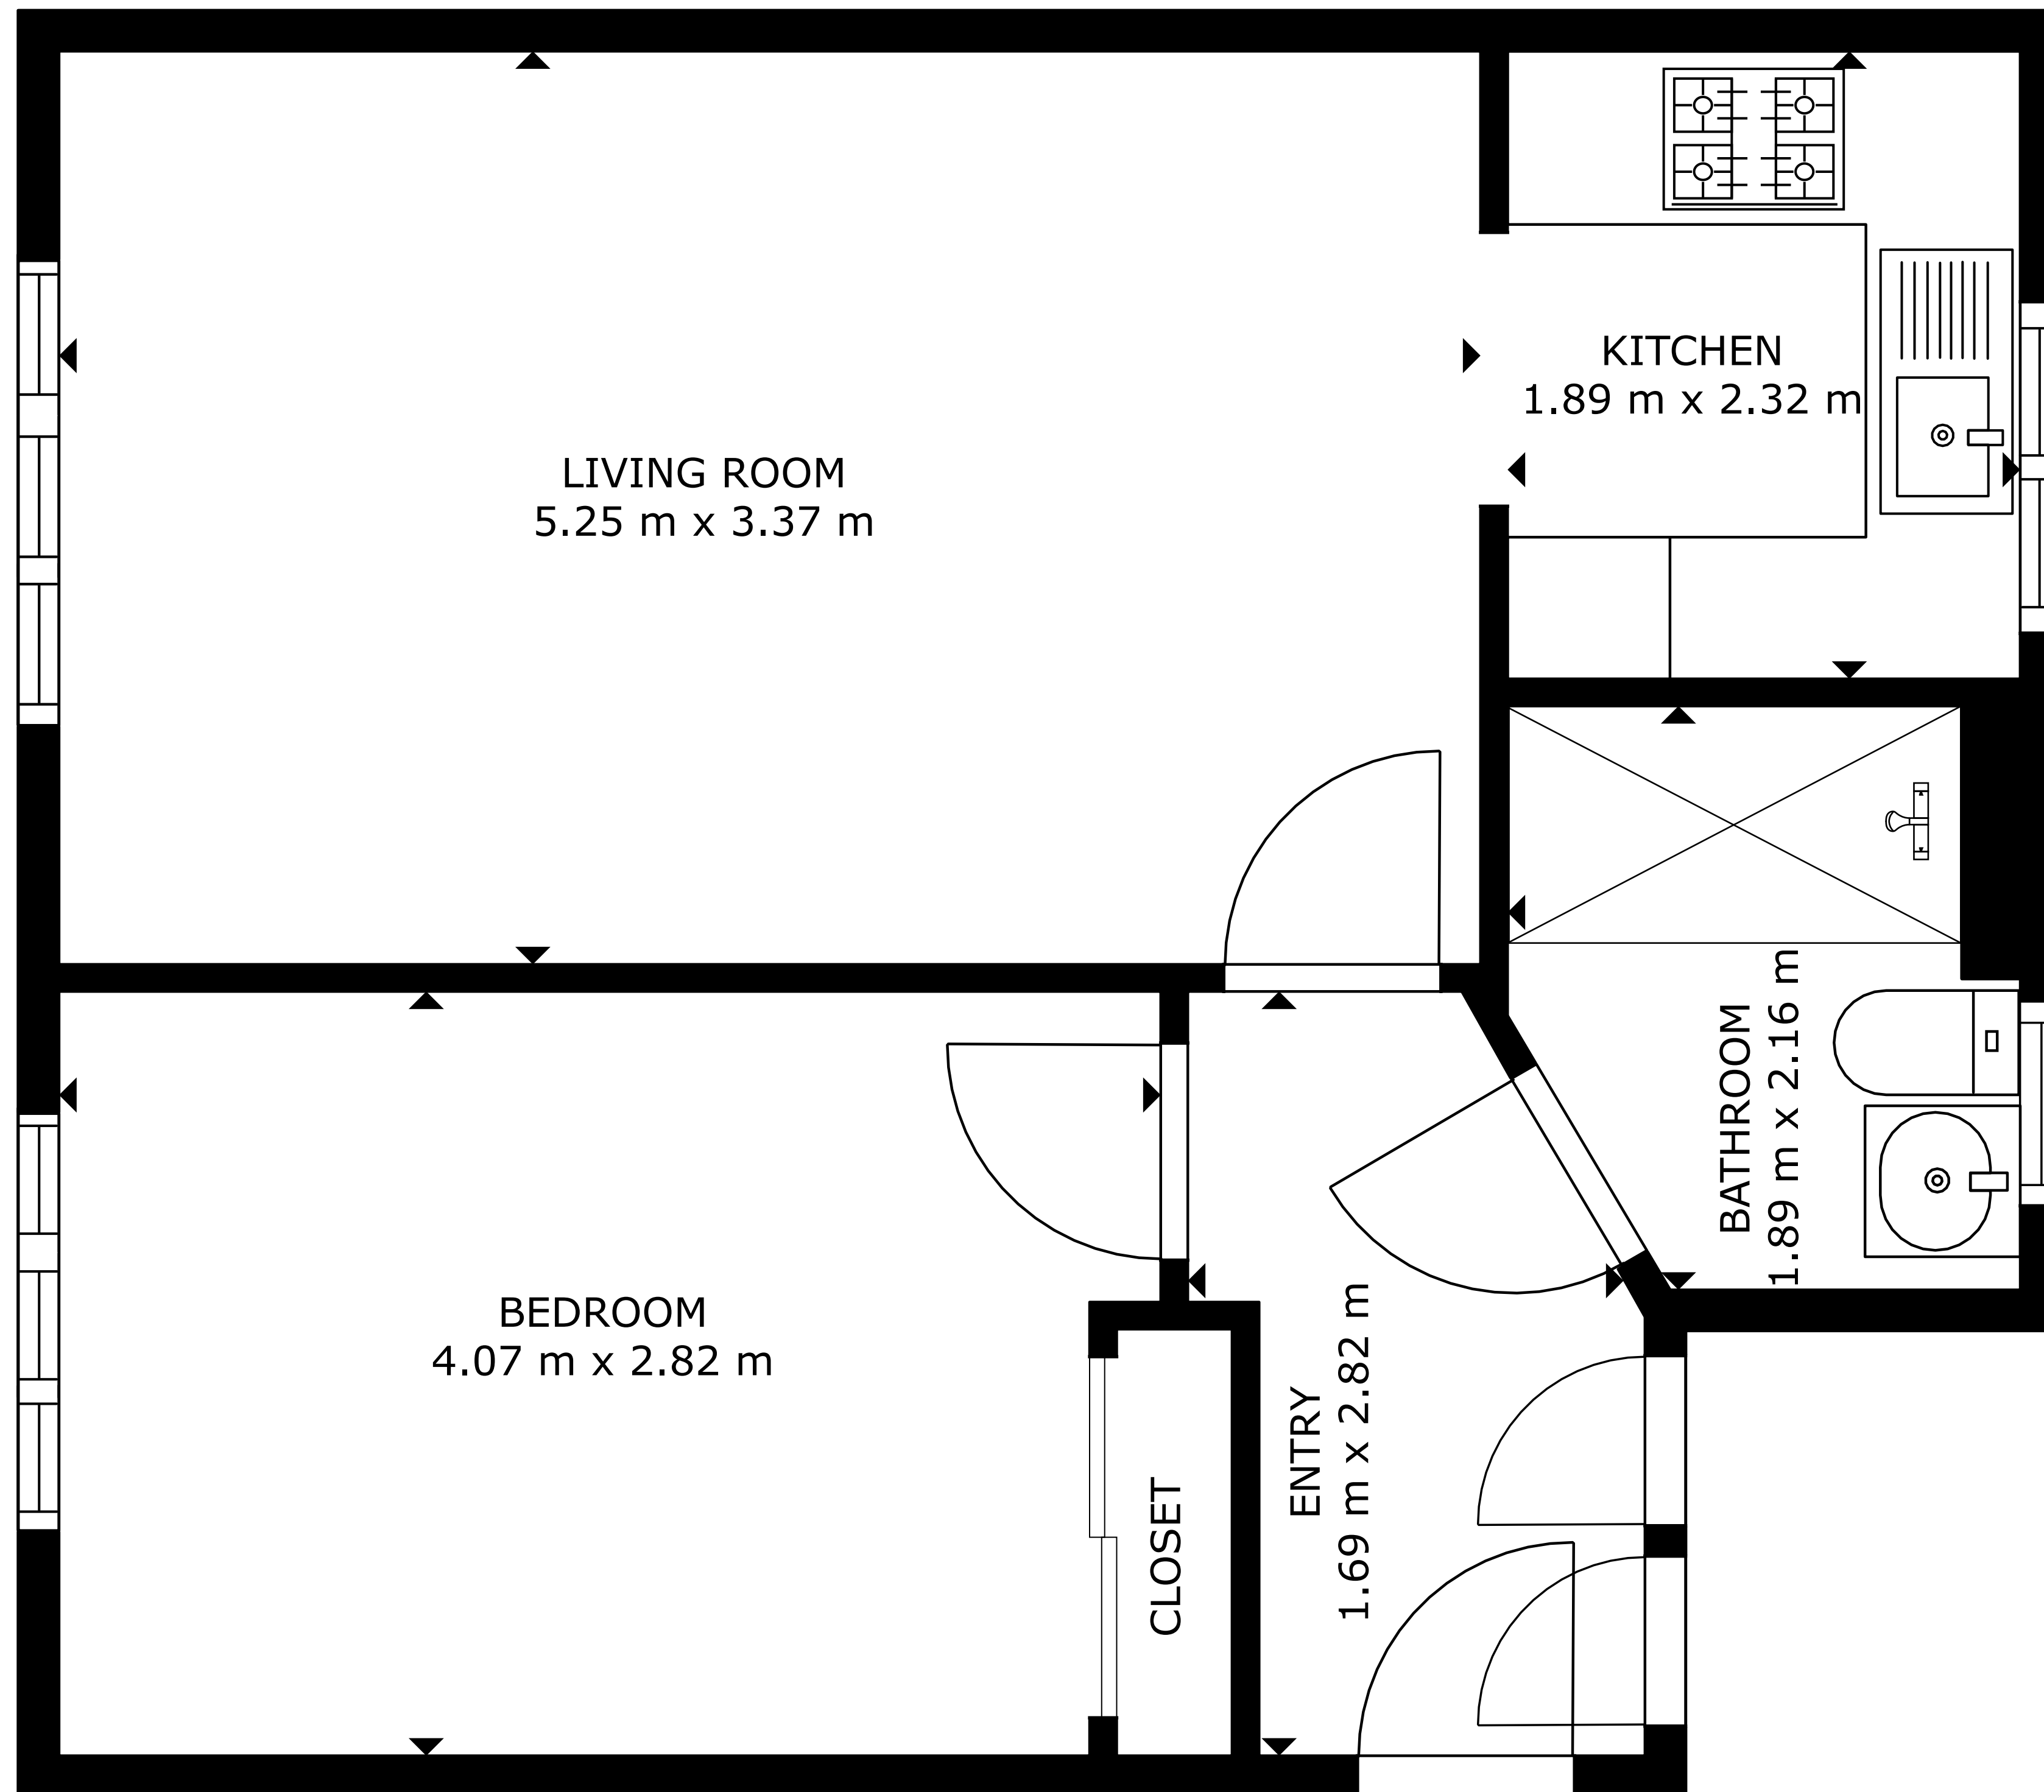 LIVING ROOM
5.25 m x 3.37 m
KITCHEN
1.89 m x 2.32 m
BATHROOM
1.89 m x 2.16 m
BEDROOM
4.07 m x 2.82 m
CLOSET
ENTRY
1.69 m x 2.82 m